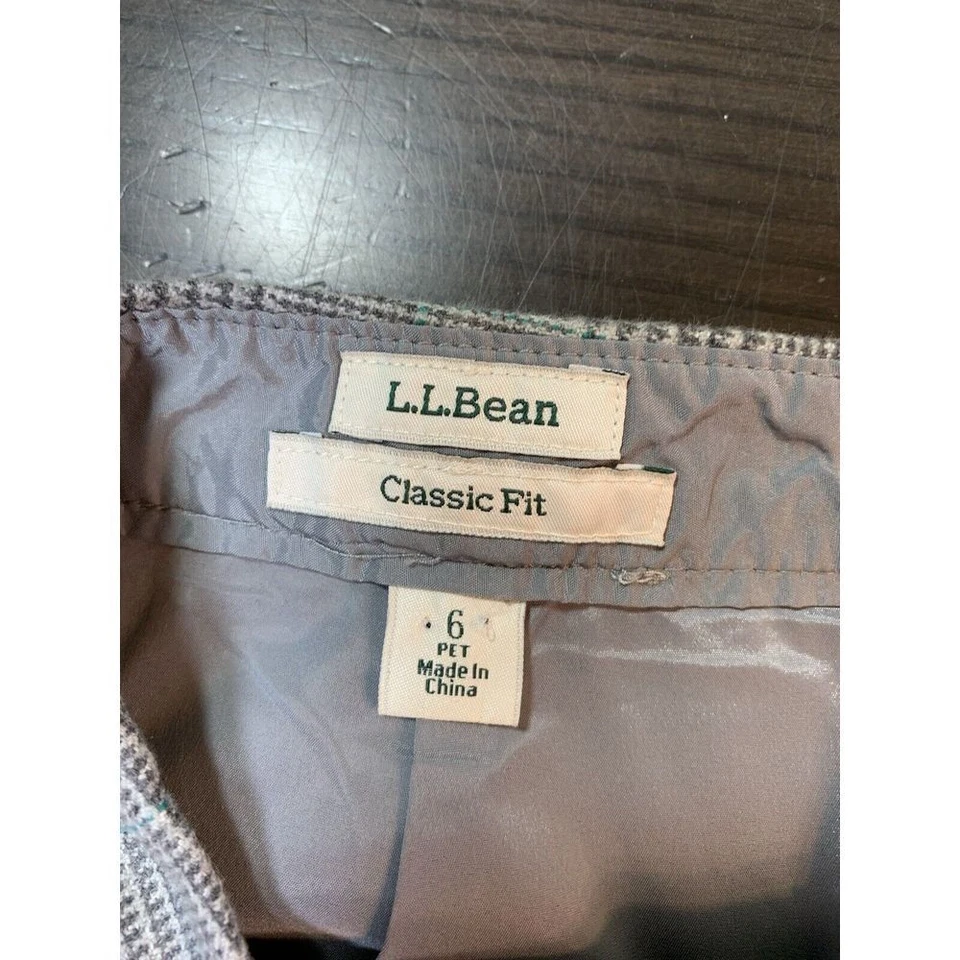 L.L.Bean
Classic Fit
6
PET
Made In
China